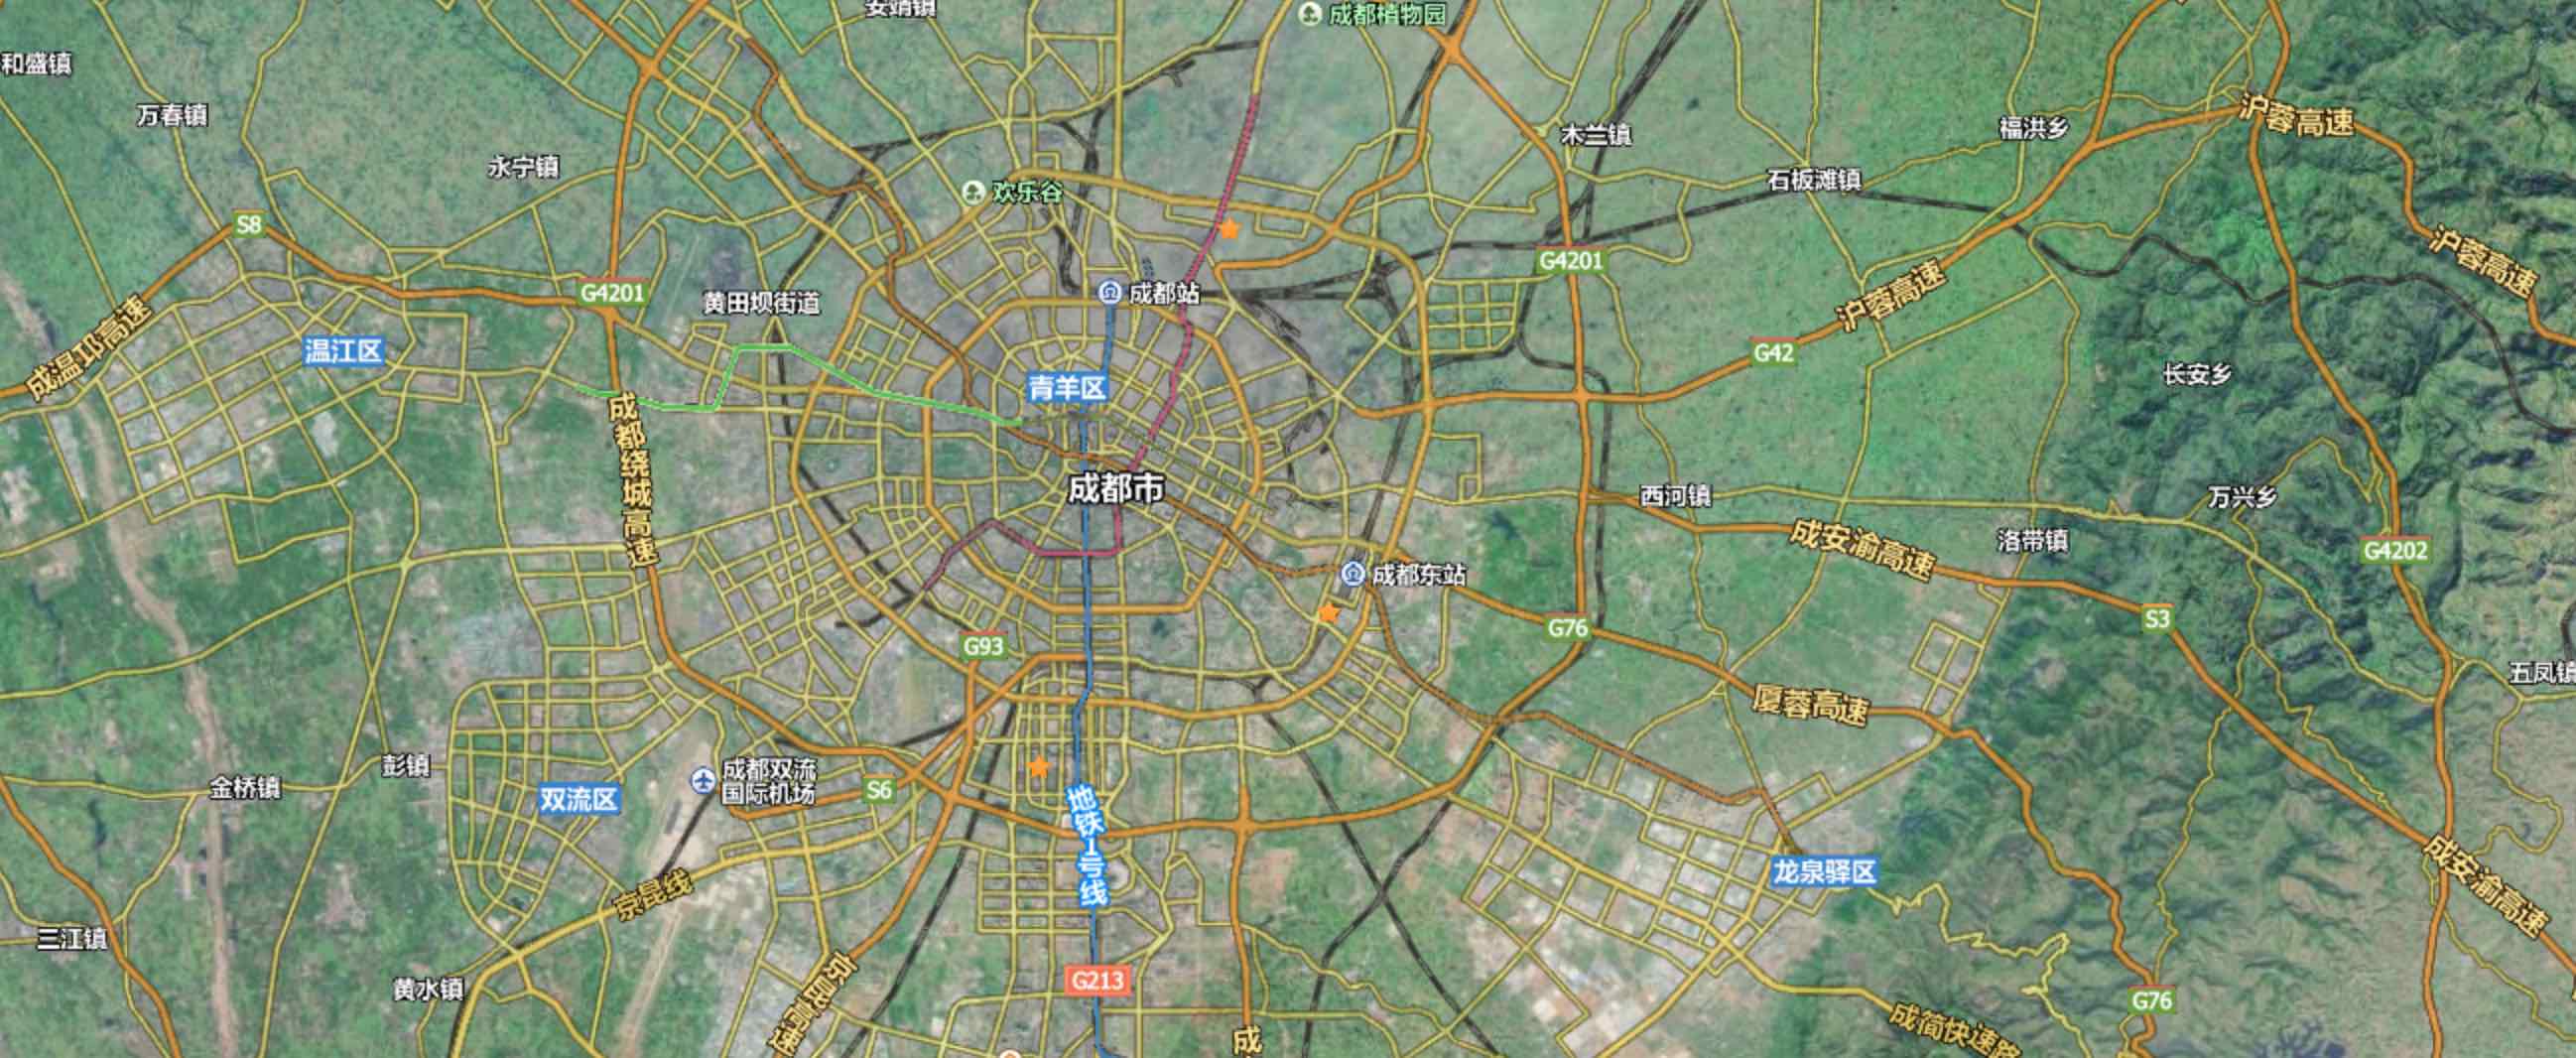 安靖镇
成都植物园
和盛镇
万春镇
沪蓉高速
福洪乡
木兰镇
永宁镇
石板滩镇
欢乐谷
S8
沪蓉高速
G4201
G4201
成都站
黄田坝街道
沪蓉高速
成温邛高速
温江区
G42
长安乡
青羊区
成都绕城高速
成都市
西河镇
万兴乡
成安渝高速
洛带镇
G4202
成都东站
S3
G76
G93
五凤镇
厦蓉高速
彭镇
成都双流
国际机场
金桥镇
双流区
S6
地铁1号线
龙泉驿区
成安渝高速
京昆线
三江镇
黄水镇
G213
京昆高速
G76
成简快速路
成